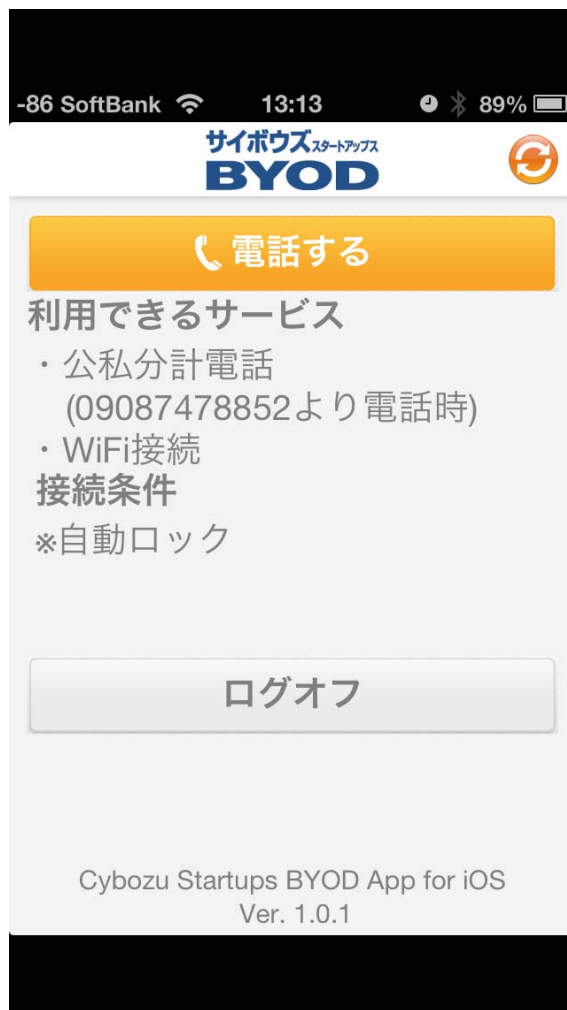 -86 SoftBank 13:13 89%
サイボウズスタートアップス
BYOD
電話する
利用できるサービス
・公私分計電話
(09087478852より電話時)
・WiFi接続
接続条件
※自動ロック
ログオフ
Cybozu Startups BYOD App for iOS
Ver. 1.0.1